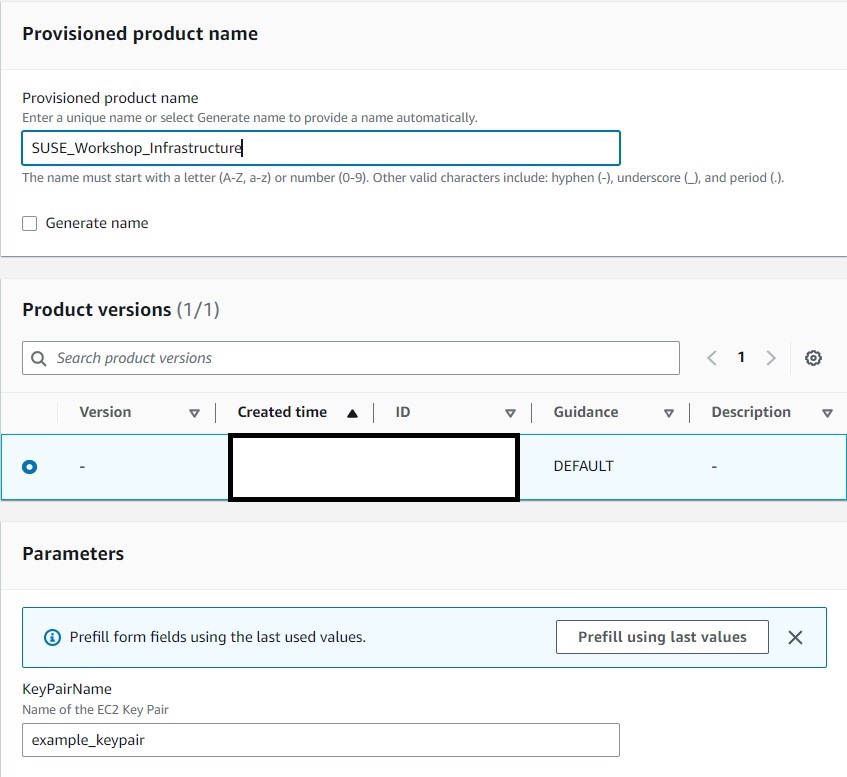 Provisioned product name
Provisioned product name
Enter a unique name or select Generate name to provide a name automatically.
SUSE_Workshop_Infrastructure
The name must start with a letter (A-Z, a-z) or number (0-9). Other valid characters include: hyphen (-), underscore (_), and period (.).
Generate name
Product versions (1/1)
Search product versions 1
Version Created time ID Guidance Description
- DEFAULT -
Parameters
Prefill form fields using the last used values. Prefill using last values
KeyPairName
Name of the EC2 Key Pair
example_keypair